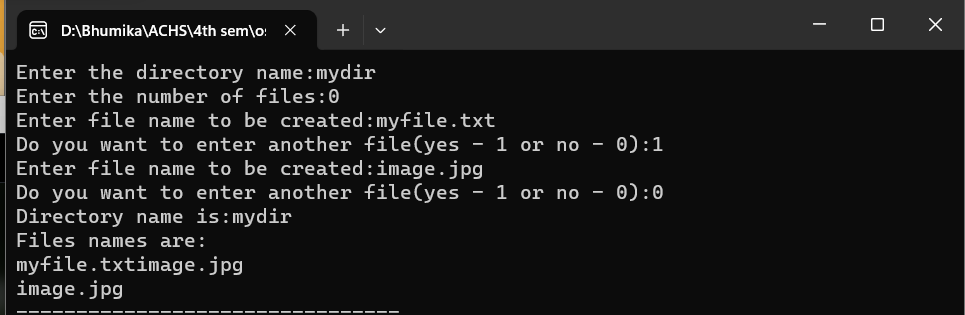 D:\Bhumika\ACHS\4th sem\os
Enter the directory name:mydir
Enter the number of files:0
Enter file name to be created:myfile.txt
Do you want to enter another file(yes - 1 or no - 0):1
Enter file name to be created:image.jpg
Do you want to enter another file(yes - 1 or no - 0):0
Directory name is:mydir
Files names are:
myfile.txtimage.jpg
image.jpg
--------------------------------